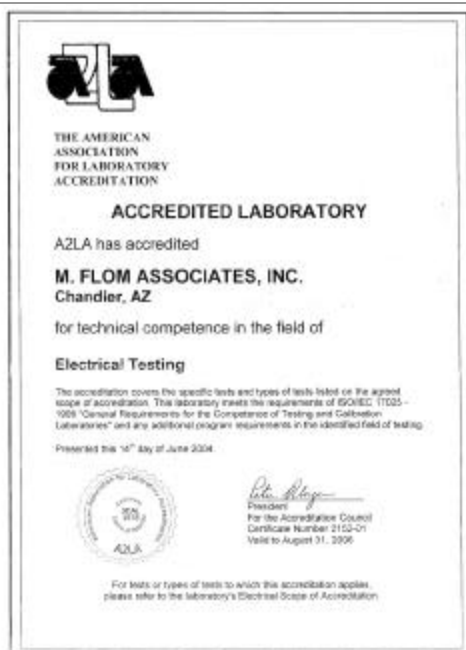 A2LA
THE AMERICAN
ASSOCIATION
FOR LABORATORY
ACCREDITATION
ACCREDITED LABORATORY
A2LA has accredited
M. FLOM ASSOCIATES, INC.
Chandler, AZ
for technical competence in the field of
Electrical Testing
The accreditation covers the specific tests and types of tests listed on the agreed
scope of accreditation. This laboratory meets the requirements of ISO/IEC 17025 -
1999 "General Requirements for the Competence of Testing and Calibration
Laboratories" and any additional program requirements in the identified field of testing.
Presented this 14th day of June 2004.
SEAL
A2LA
President
For the Accreditation Council
Certificate Number 2152-01
Valid to August 31, 2006
For tests or types of tests to which this accreditation applies,
please refer to the laboratory's Electrical Scope of Accreditation